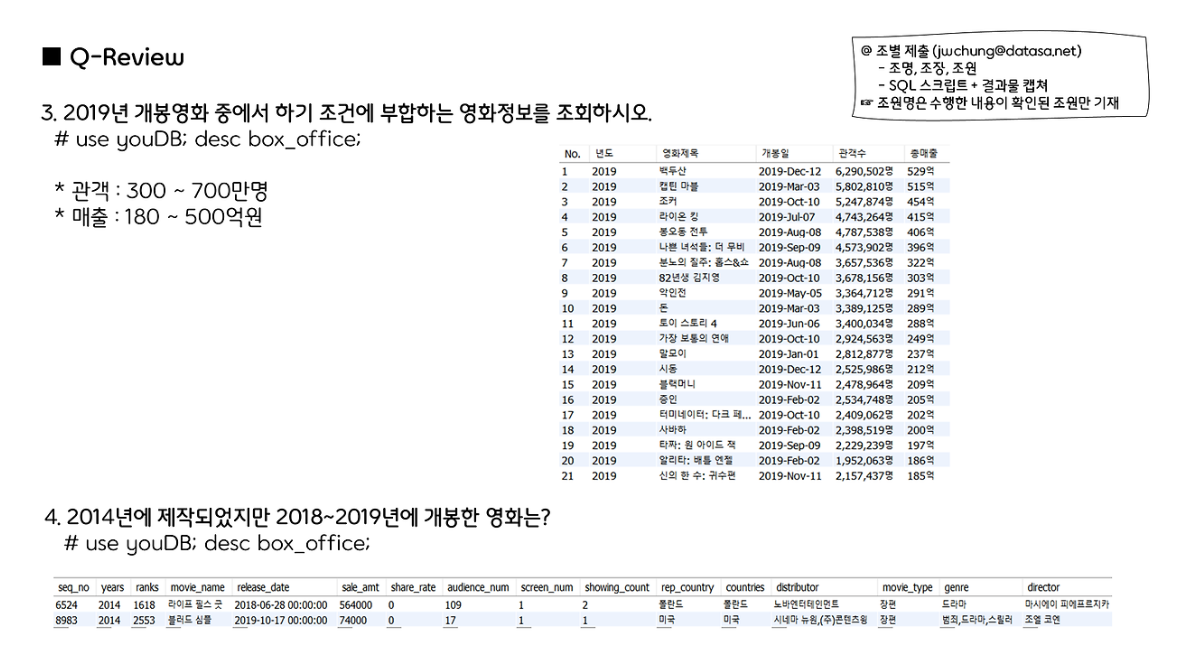 ■ Q-Review
@ 조별 제출 (jwchung@datasa.net)
- 조명, 조장, 조원
- SQL 스크립트 + 결과물 캡쳐
☞ 조원명은 수행한 내용이 확인된 조원만 기재
3. 2019년 개봉영화 중에서 하기 조건에 부합하는 영화정보를 조회하시오.
# use youDB; desc box_office;
* 관객 : 300 ~ 700만명
* 매출 : 180 ~ 500억원
No. 년도 영화제목 개봉일 관객수 총매출
1 2019 백두산 2019-Dec-12 6,290,502명 529억
2 2019 캡틴 마블 2019-Mar-03 5,802,810명 515억
3 2019 조커 2019-Oct-10 5,247,874명 454억
4 2019 라이온 킹 2019-Jul-07 4,743,264명 415억
5 2019 봉오동 전투 2019-Aug-08 4,787,538명 406억
6 2019 나쁜 녀석들: 더 무비 2019-Sep-09 4,573,902명 396억
7 2019 분노의 질주: 홉스&쇼 2019-Aug-08 3,657,536명 322억
8 2019 82년생 김지영 2019-Oct-10 3,678,156명 303억
9 2019 악인전 2019-May-05 3,364,712명 291억
10 2019 돈 2019-Mar-03 3,389,125명 289억
11 2019 토이 스토리 4 2019-Jun-06 3,400,034명 288억
12 2019 가장 보통의 연애 2019-Oct-10 2,924,563명 249억
13 2019 말모이 2019-Jan-01 2,812,877명 237억
14 2019 시동 2019-Dec-12 2,525,986명 212억
15 2019 블랙머니 2019-Nov-11 2,478,964명 209억
16 2019 증인 2019-Feb-02 2,534,748명 205억
17 2019 터미네이터: 다크 페... 2019-Oct-10 2,409,062명 202억
18 2019 사바하 2019-Feb-02 2,398,519명 200억
19 2019 타짜: 원 아이드 잭 2019-Sep-09 2,229,239명 197억
20 2019 알리타: 배틀 엔젤 2019-Feb-02 1,952,063명 186억
21 2019 신의 한 수: 귀수편 2019-Nov-11 2,157,437명 185억
4. 2014년에 제작되었지만 2018~2019년에 개봉한 영화는?
# use youDB; desc box_office;
seq_no years ranks movie_name release_date sale_amt share_rate audience_num screen_num showing_count rep_country countries distributor movie_type genre director
6524 2014 1618 라이프 필스 굿 2018-06-28 00:00:00 564000 0 109 1 2 폴란드 폴란드 노바엔터테인먼트 장편 드라마 마시에이 피에프르지카
8983 2014 2553 블러드 심플 2019-10-17 00:00:00 74000 0 17 1 1 미국 미국 시네마 뉴원,(주)콘텐츠윙 장편 범죄,드라마,스릴러 조엘 코엔